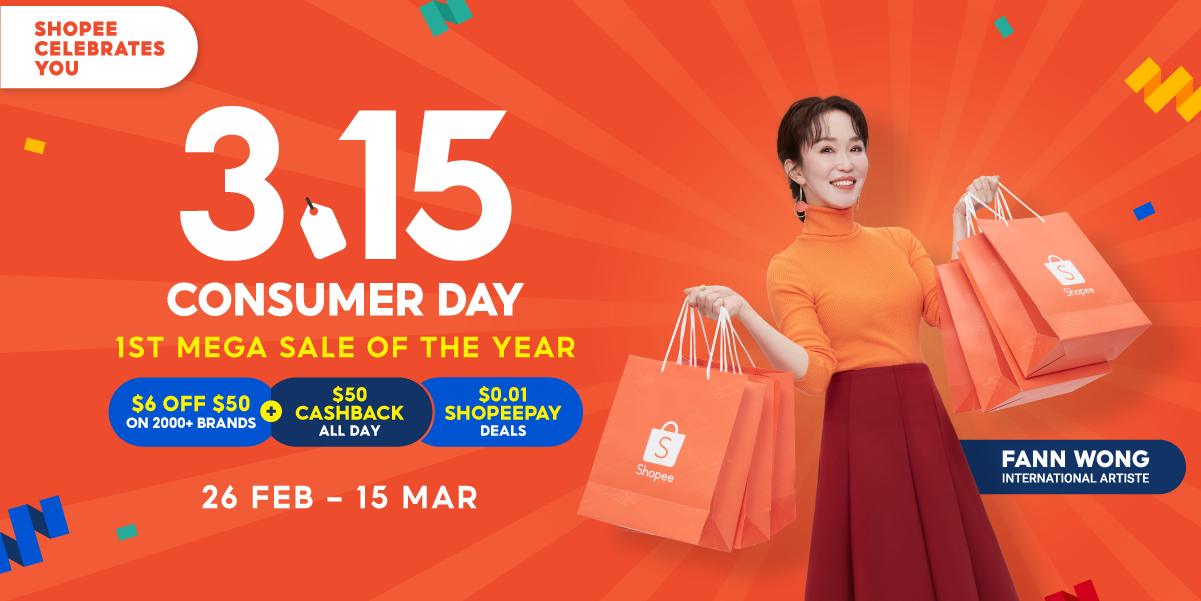 SHOPEE
CELEBRATES
YOU
3.15
CONSUMER DAY
1ST MEGA SALE OF THE YEAR
$6 OFF $50
ON 2000+ BRANDS
+
$50
CASHBACK
ALL DAY
$0.01
SHOPEEPAY
DEALS
26 FEB – 15 MAR
S
Shopee
S
Shopee
FANN WONG
INTERNATIONAL ARTISTE